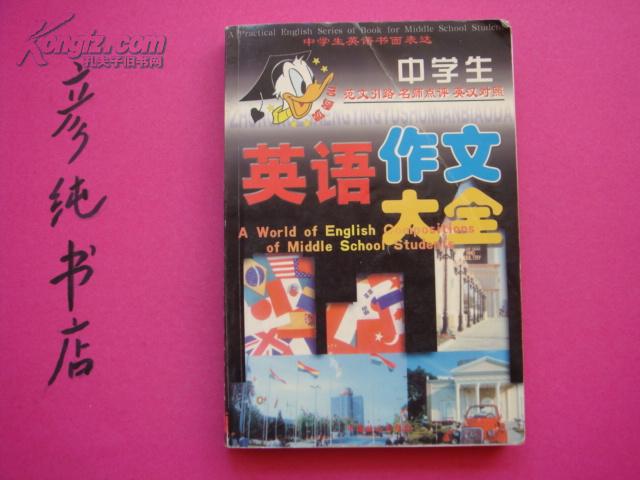 Kongfz.com
孔夫子旧书网
彦纯书店
A Practical English Series of Book for Middle School Students
中学生英语书面表达
中学生
范文引路 名师点评 英汉对照
英语作文
大全
A World of English Compositions
of Middle School Students